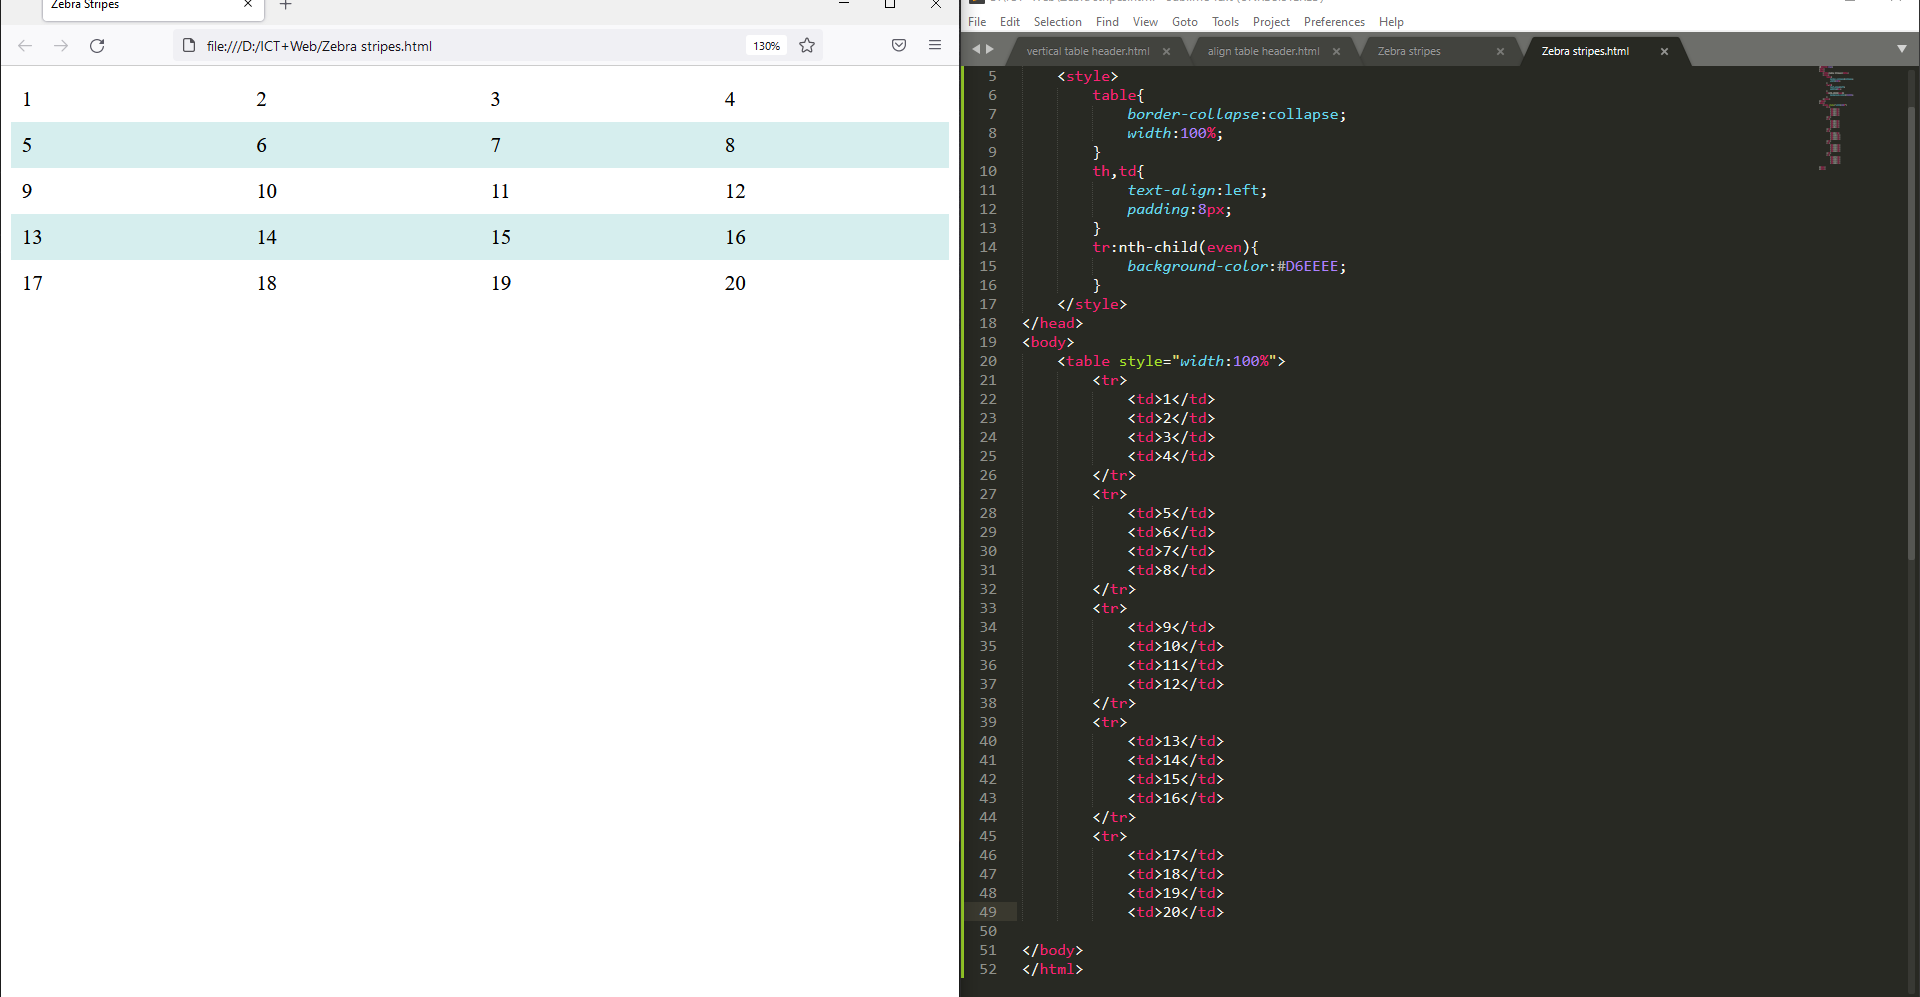 Zebra Stripes
file:///D:/ICT+Web/Zebra stripes.html
130%
1 2 3 4
5 6 7 8
9 10 11 12
13 14 15 16
17 18 19 20
File Edit Selection Find View Goto Tools Project Preferences Help
vertical table header.html
align table header.html
Zebra stripes
Zebra stripes.html
5 <style>
6 table{
7 border-collapse:collapse;
8 width:100%;
9 }
10 th,td{
11 text-align:left;
12 padding:8px;
13 }
14 tr:nth-child(even){
15 background-color:#D6EEEE;
16 }
17 </style>
18 </head>
19 <body>
20 <table style="width:100%">
21 <tr>
22 <td>1</td>
23 <td>2</td>
24 <td>3</td>
25 <td>4</td>
26 </tr>
27 <tr>
28 <td>5</td>
29 <td>6</td>
30 <td>7</td>
31 <td>8</td>
32 </tr>
33 <tr>
34 <td>9</td>
35 <td>10</td>
36 <td>11</td>
37 <td>12</td>
38 </tr>
39 <tr>
40 <td>13</td>
41 <td>14</td>
42 <td>15</td>
43 <td>16</td>
44 </tr>
45 <tr>
46 <td>17</td>
47 <td>18</td>
48 <td>19</td>
49 <td>20</td>
50
51 </body>
52 </html>